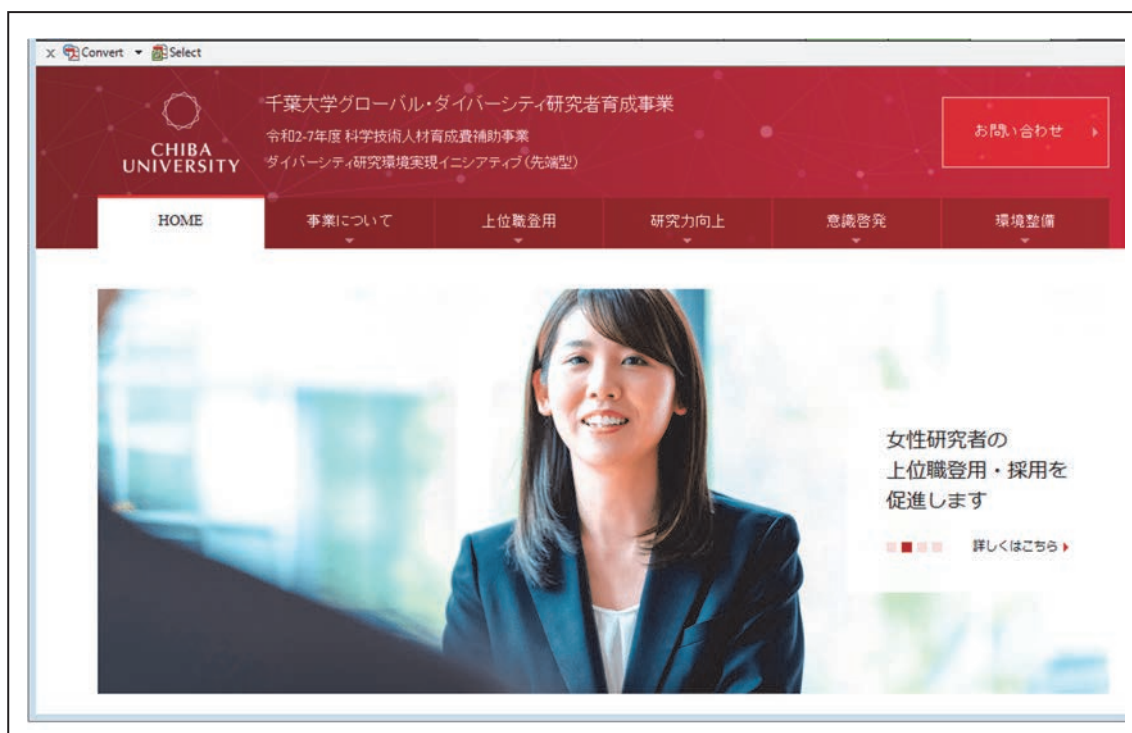 x Convert Select
千葉大学グローバル・ダイバーシティ研究者育成事業
令和2-7年度 科学技術人材育成費補助事業
ダイバーシティ研究環境実現イニシアティブ(先端型)
CHIBA
UNIVERSITY
お問い合わせ
HOME 事業について 上位職登用 研究力向上 意識啓発 環境整備
女性研究者の
上位職登用・採用を
促進します
詳しくはこちら